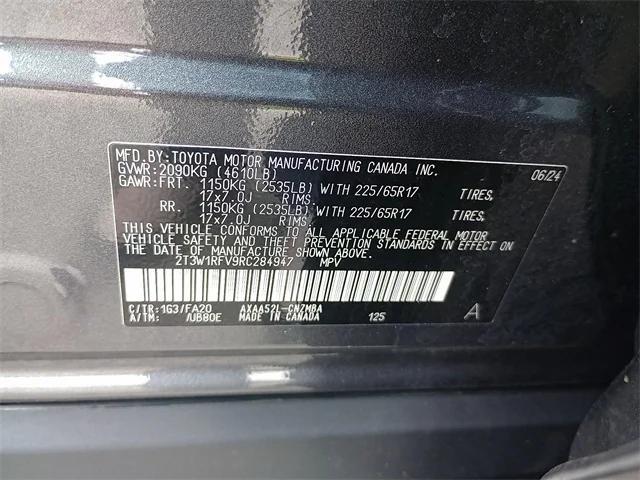 MFD.BY:TOYOTA MOTOR MANUFACTURING CANADA INC.
GVWR:2090KG (4610LB) 06/24
GAWR:FRT. 1150KG (2535LB) WITH 225/65R17 TIRES,
17x7.0J RIMS.
RR. 1150KG (2535LB) WITH 225/65R17 TIRES,
17x7.0J RIMS.
THIS VEHICLE CONFORMS TO ALL APPLICABLE FEDERAL MOTOR
VEHICLE SAFETY AND THEFT PREVENTION STANDARDS IN EFFECT ON
THE DATE OF MANUFACTURE SHOWN ABOVE.
2T3W1RFV9RC284947 MPV
C/TR:1G3/FA20 AXAA52L-CNZMBA
A/TM: /UB80E MADE IN CANADA 125 A